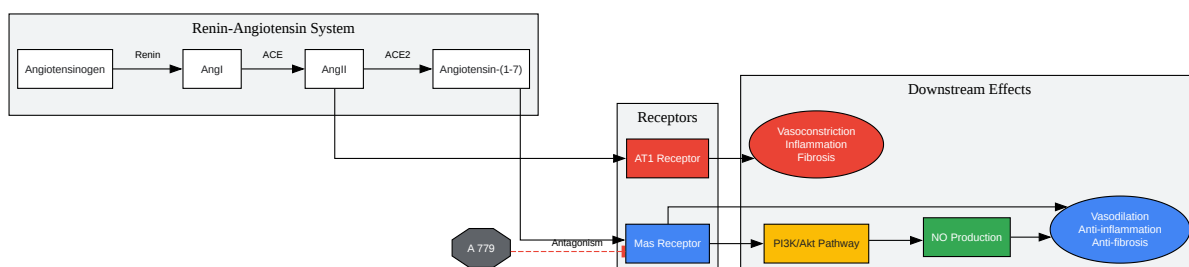 Renin-Angiotensin System
Angiotensinogen
Renin
AngI
ACE
AngII
ACE2
Angiotensin-(1-7)
Receptors
AT1 Receptor
Mas Receptor
A 779
Antagonism
Downstream Effects
Vasoconstriction
Inflammation
Fibrosis
PI3K/Akt Pathway
NO Production
Vasodilation
Anti-inflammation
Anti-fibrosis